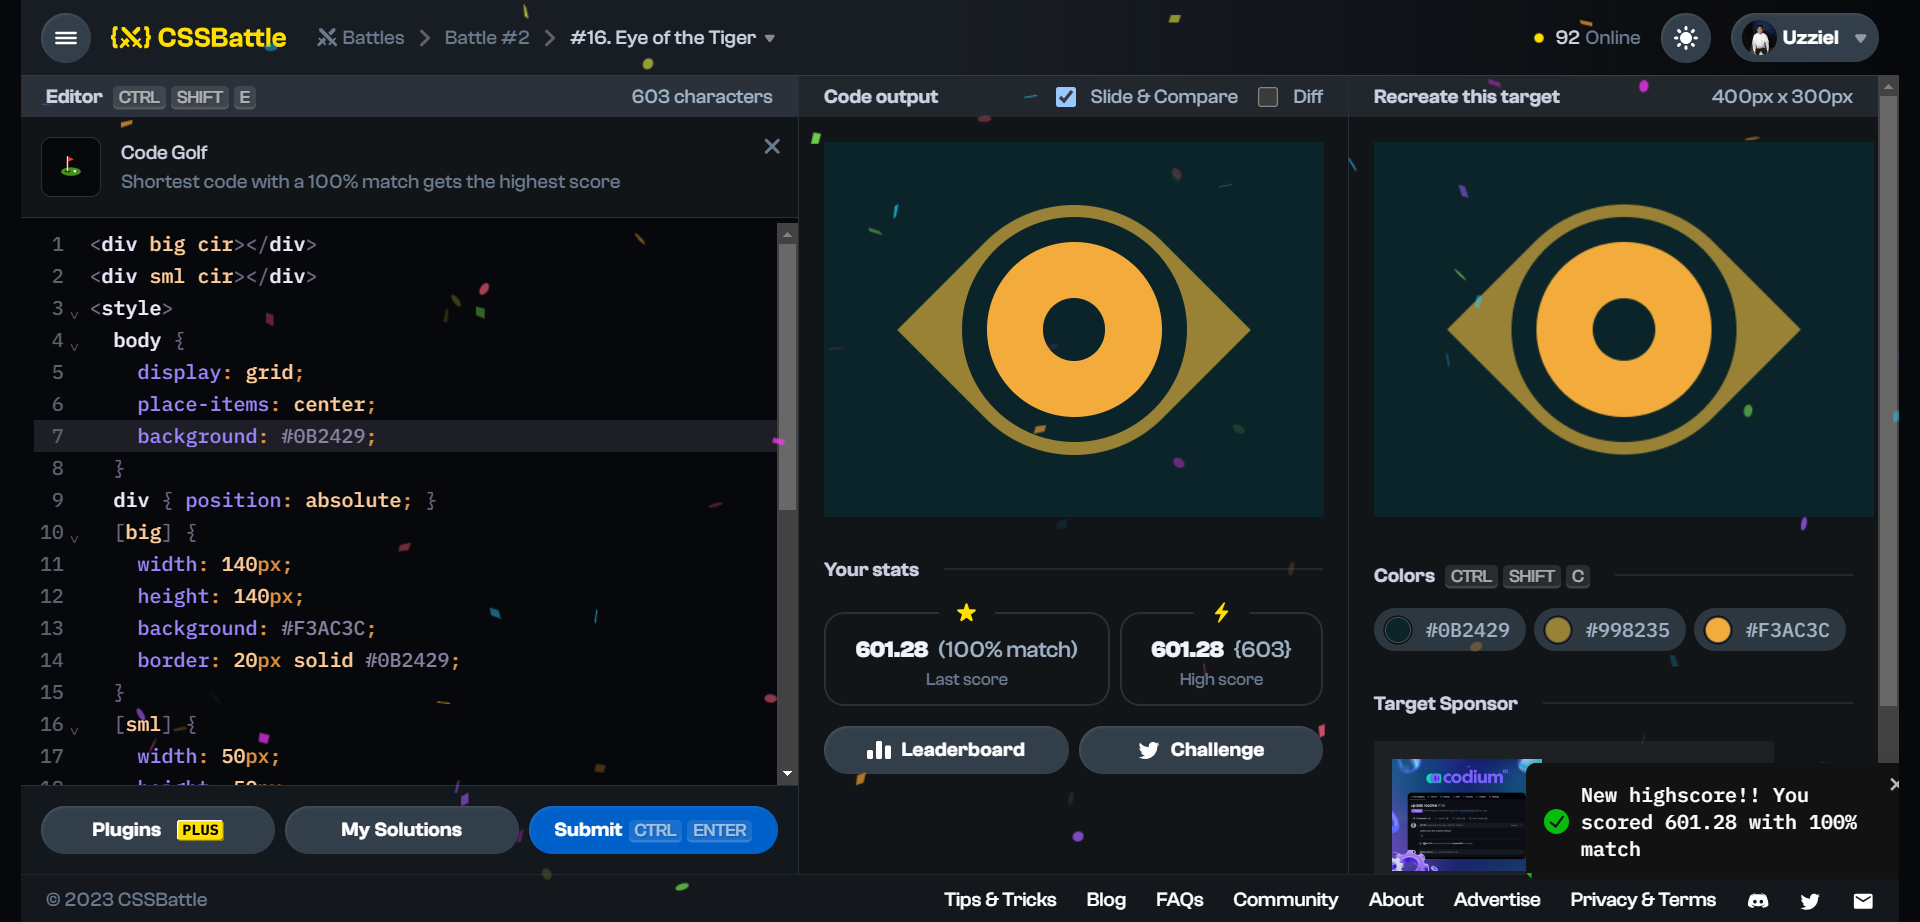 {X} CSSBattle
Battles > Battle #2 > #16. Eye of the Tiger
92 Online
Uzziel
Editor CTRL SHIFT E
603 characters
Code Golf
Shortest code with a 100% match gets the highest score
1 <div big cir></div>
2 <div sml cir></div>
3 <style>
4 body {
5 display: grid;
6 place-items: center;
7 background: #0B2429;
8 }
9 div { position: absolute; }
10 [big] {
11 width: 140px;
12 height: 140px;
13 background: #F3AC3C;
14 border: 20px solid #0B2429;
15 }
16 [sml] {
17 width: 50px;
Plugins PLUS
My Solutions
Submit CTRL ENTER
Code output
Slide & Compare
Diff
Your stats
601.28 (100% match)
Last score
601.28 {603}
High score
Leaderboard
Challenge
Recreate this target
400px x 300px
Colors CTRL SHIFT C
#0B2429
#998235
#F3AC3C
Target Sponsor
codium
New highscore!! You
scored 601.28 with 100%
match
© 2023 CSSBattle
Tips & Tricks
Blog
FAQs
Community
About
Advertise
Privacy & Terms